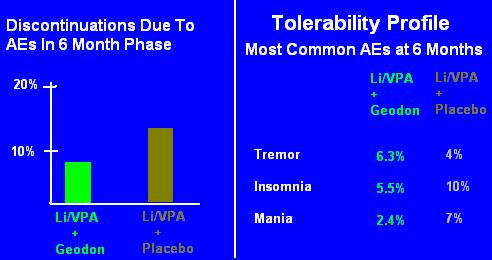 Discontinuations Due To
AEs In 6 Month Phase
20%
10%
Li/VPA
+
Geodon
Li/VPA
+
Placebo
Tolerability Profile
Most Common AEs at 6 Months
Li/VPA
+
Geodon
Li/VPA
+
Placebo
Tremor 6.3% 4%
Insomnia 5.5% 10%
Mania 2.4% 7%